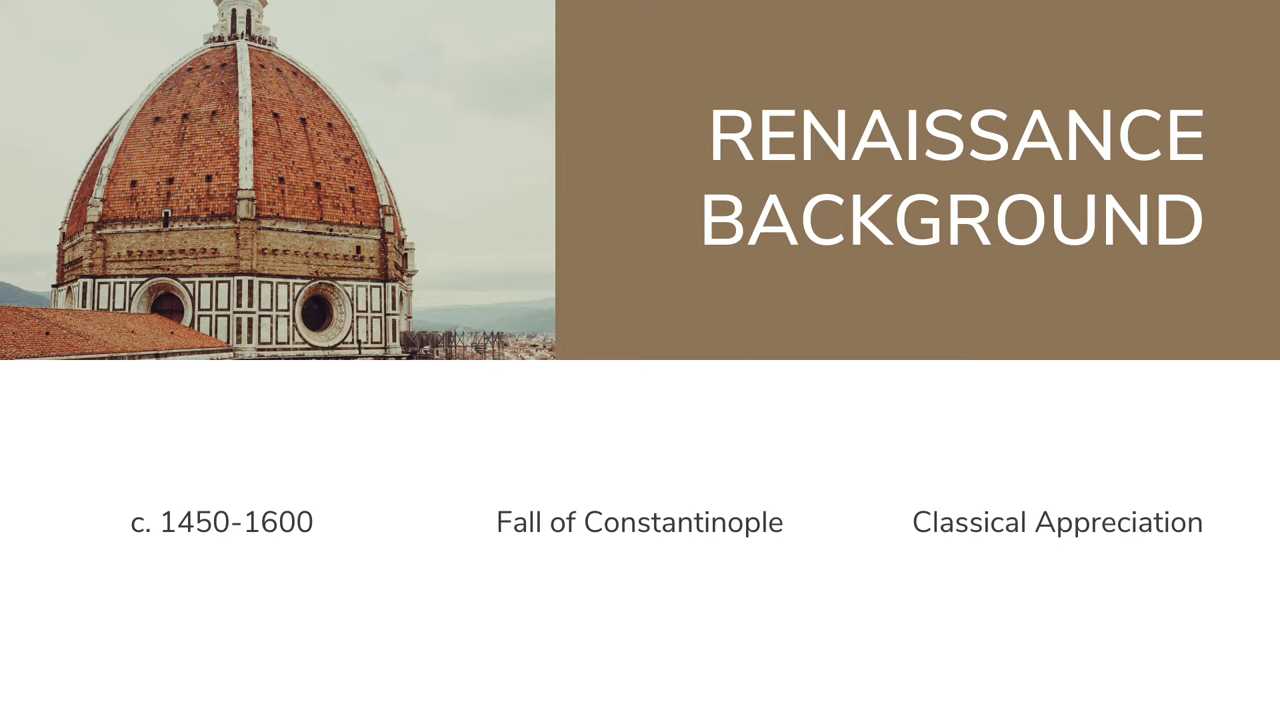 RENAISSANCE
BACKGROUND
c. 1450-1600
Fall of Constantinople
Classical Appreciation